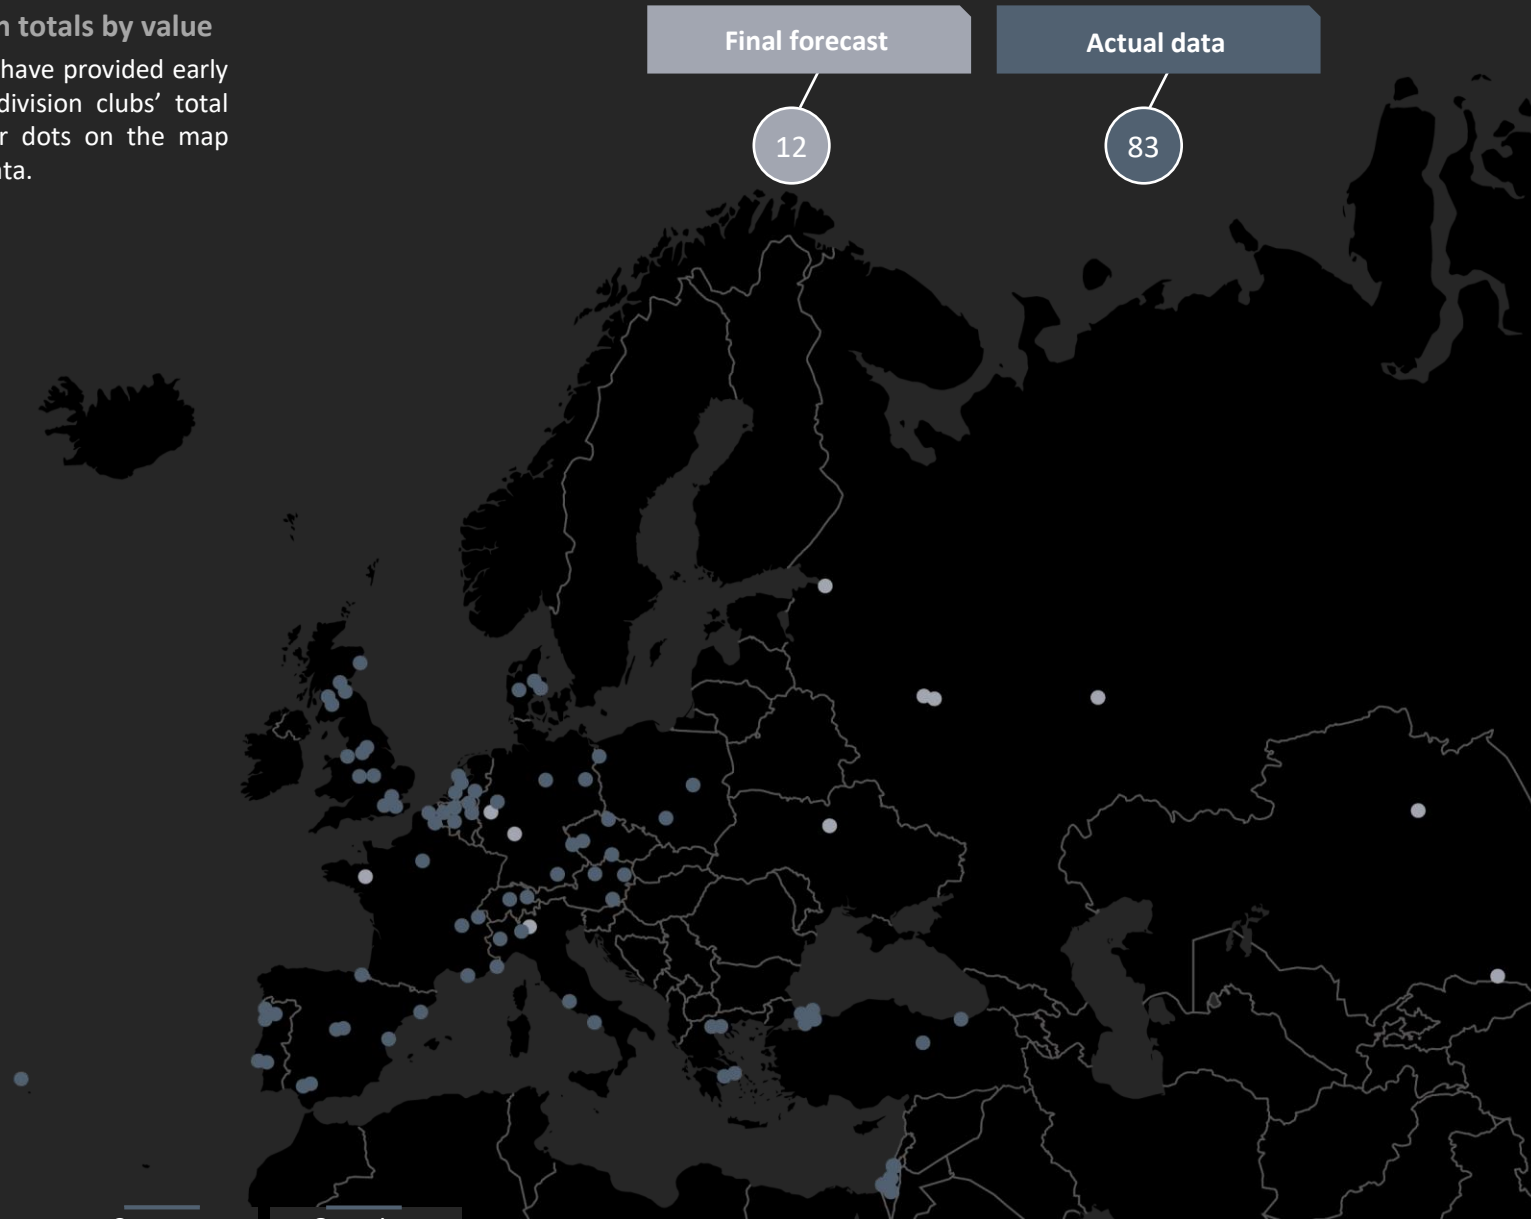 totals by value
have provided early
division clubs’ total
dots on the map
Final forecast
Actual data
12
83